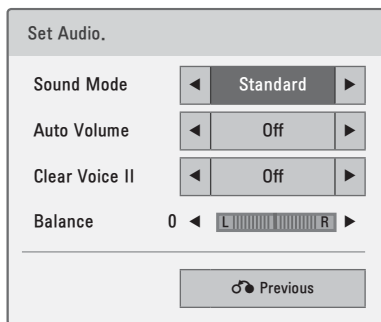 Set Audio.
Sound Mode ◀ Standard ▶
Auto Volume ◀ Off ▶
Clear Voice II ◀ Off ▶
Balance 0 ◀ L R ▶
Previous